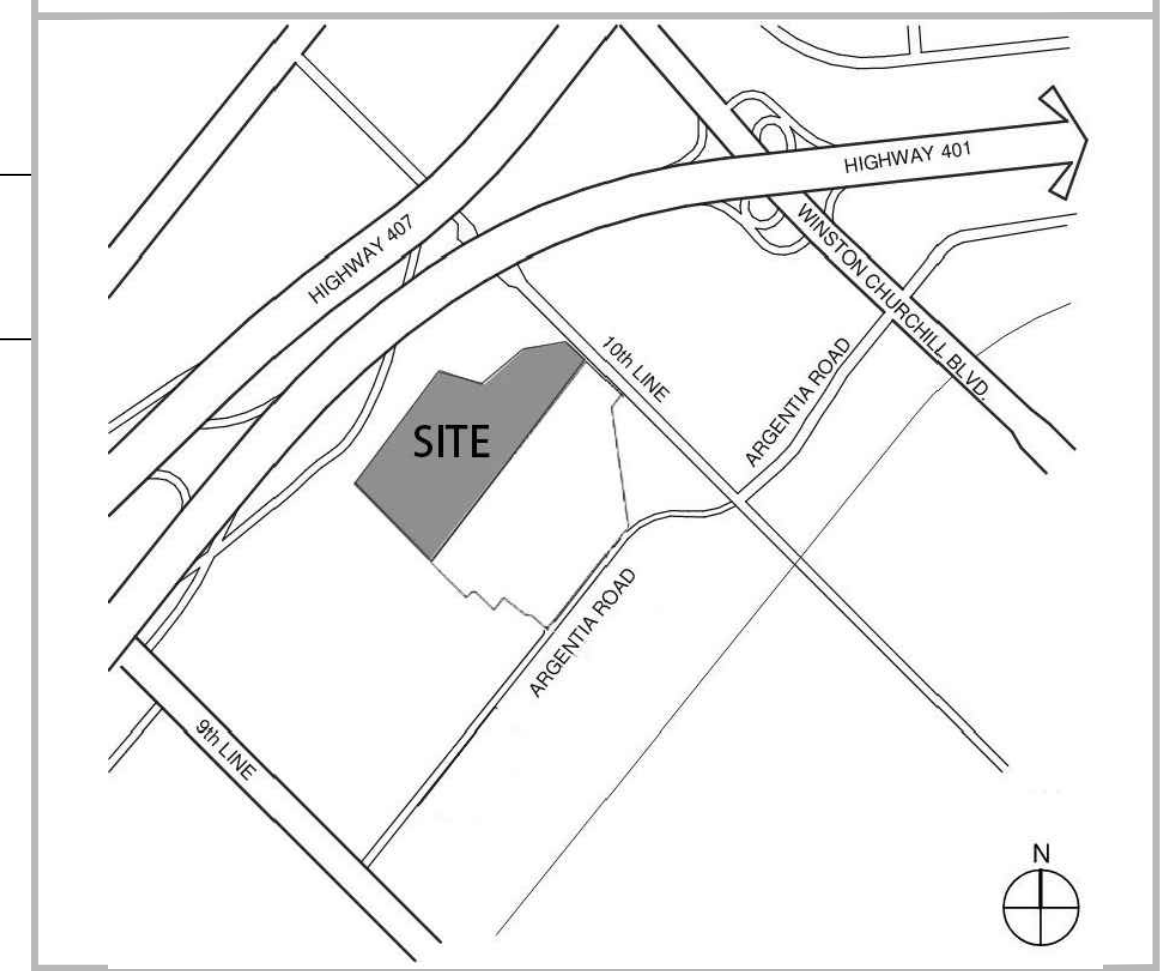 HIGHWAY 401
HIGHWAY 407
WINSTON CHURCHILL BLVD.
10th LINE
ARGENTIA ROAD
SITE
ARGENTIA ROAD
9th LINE
N